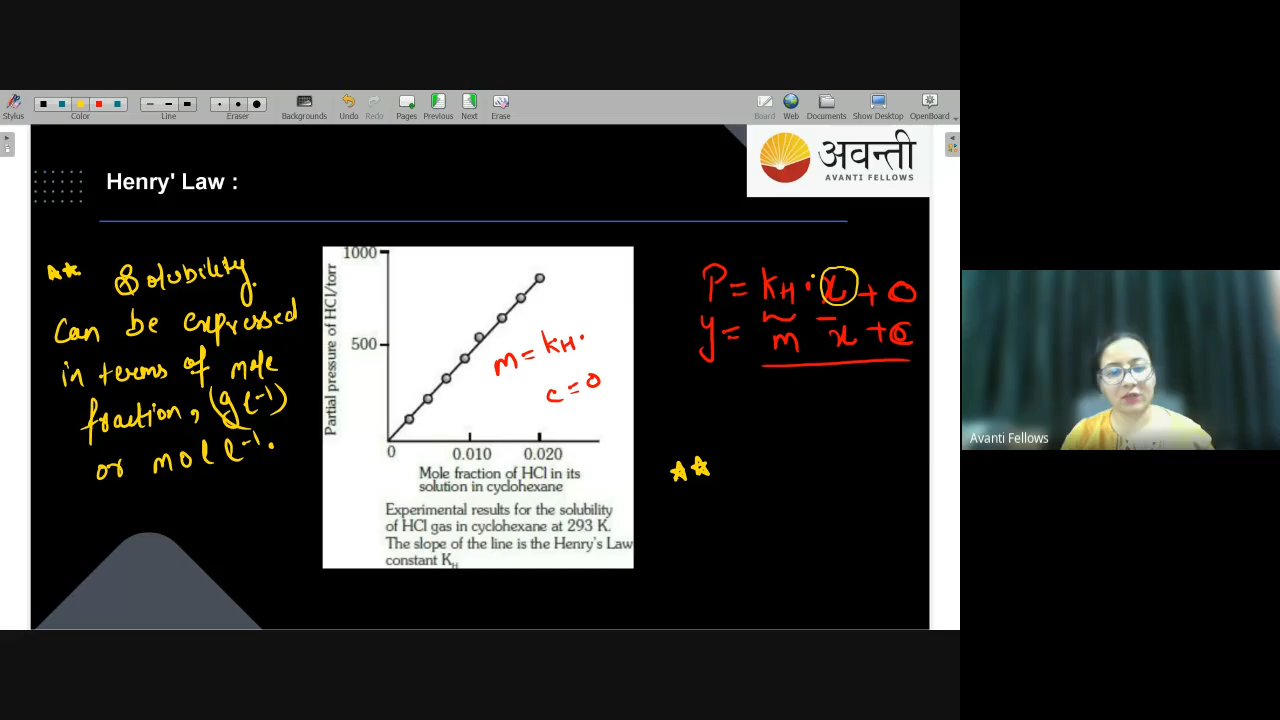 Stylus
Color
Line
Eraser
Backgrounds
Undo
Redo
Pages
Previous
Next
Erase
Board
Web
Documents
Show Desktop
OpenBoard
अवन्ती
AVANTI FELLOWS
Henry' Law :
Solubility
Can be expressed
in terms of mole
fraction, (g l⁻¹)
or mol l⁻¹.
1000
500
0
0.010
0.020
Partial pressure of HCl/torr
Mole fraction of HCl in its
solution in cyclohexane
m = KH.
c = 0
Experimental results for the solubility
of HCl gas in cyclohexane at 293 K.
The slope of the line is the Henry's Law
constant KH
P = KH · x + 0
y = m x + c
Avanti Fellows